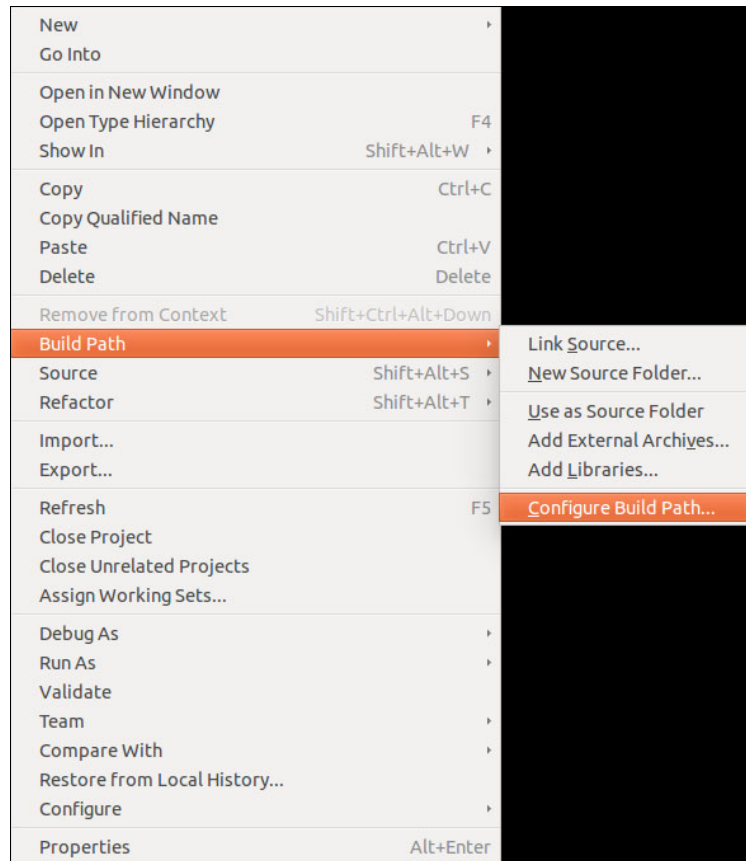 New
Go Into
Open in New Window
Open Type Hierarchy F4
Show In Shift+Alt+W
Copy Ctrl+C
Copy Qualified Name
Paste Ctrl+V
Delete Delete
Remove from Context Shift+Ctrl+Alt+Down
Build Path
Source Shift+Alt+S
Refactor Shift+Alt+T
Import...
Export...
Refresh F5
Close Project
Close Unrelated Projects
Assign Working Sets...
Debug As
Run As
Validate
Team
Compare With
Restore from Local History...
Configure
Properties Alt+Enter
Link Source...
New Source Folder...
Use as Source Folder
Add External Archives...
Add Libraries...
Configure Build Path...